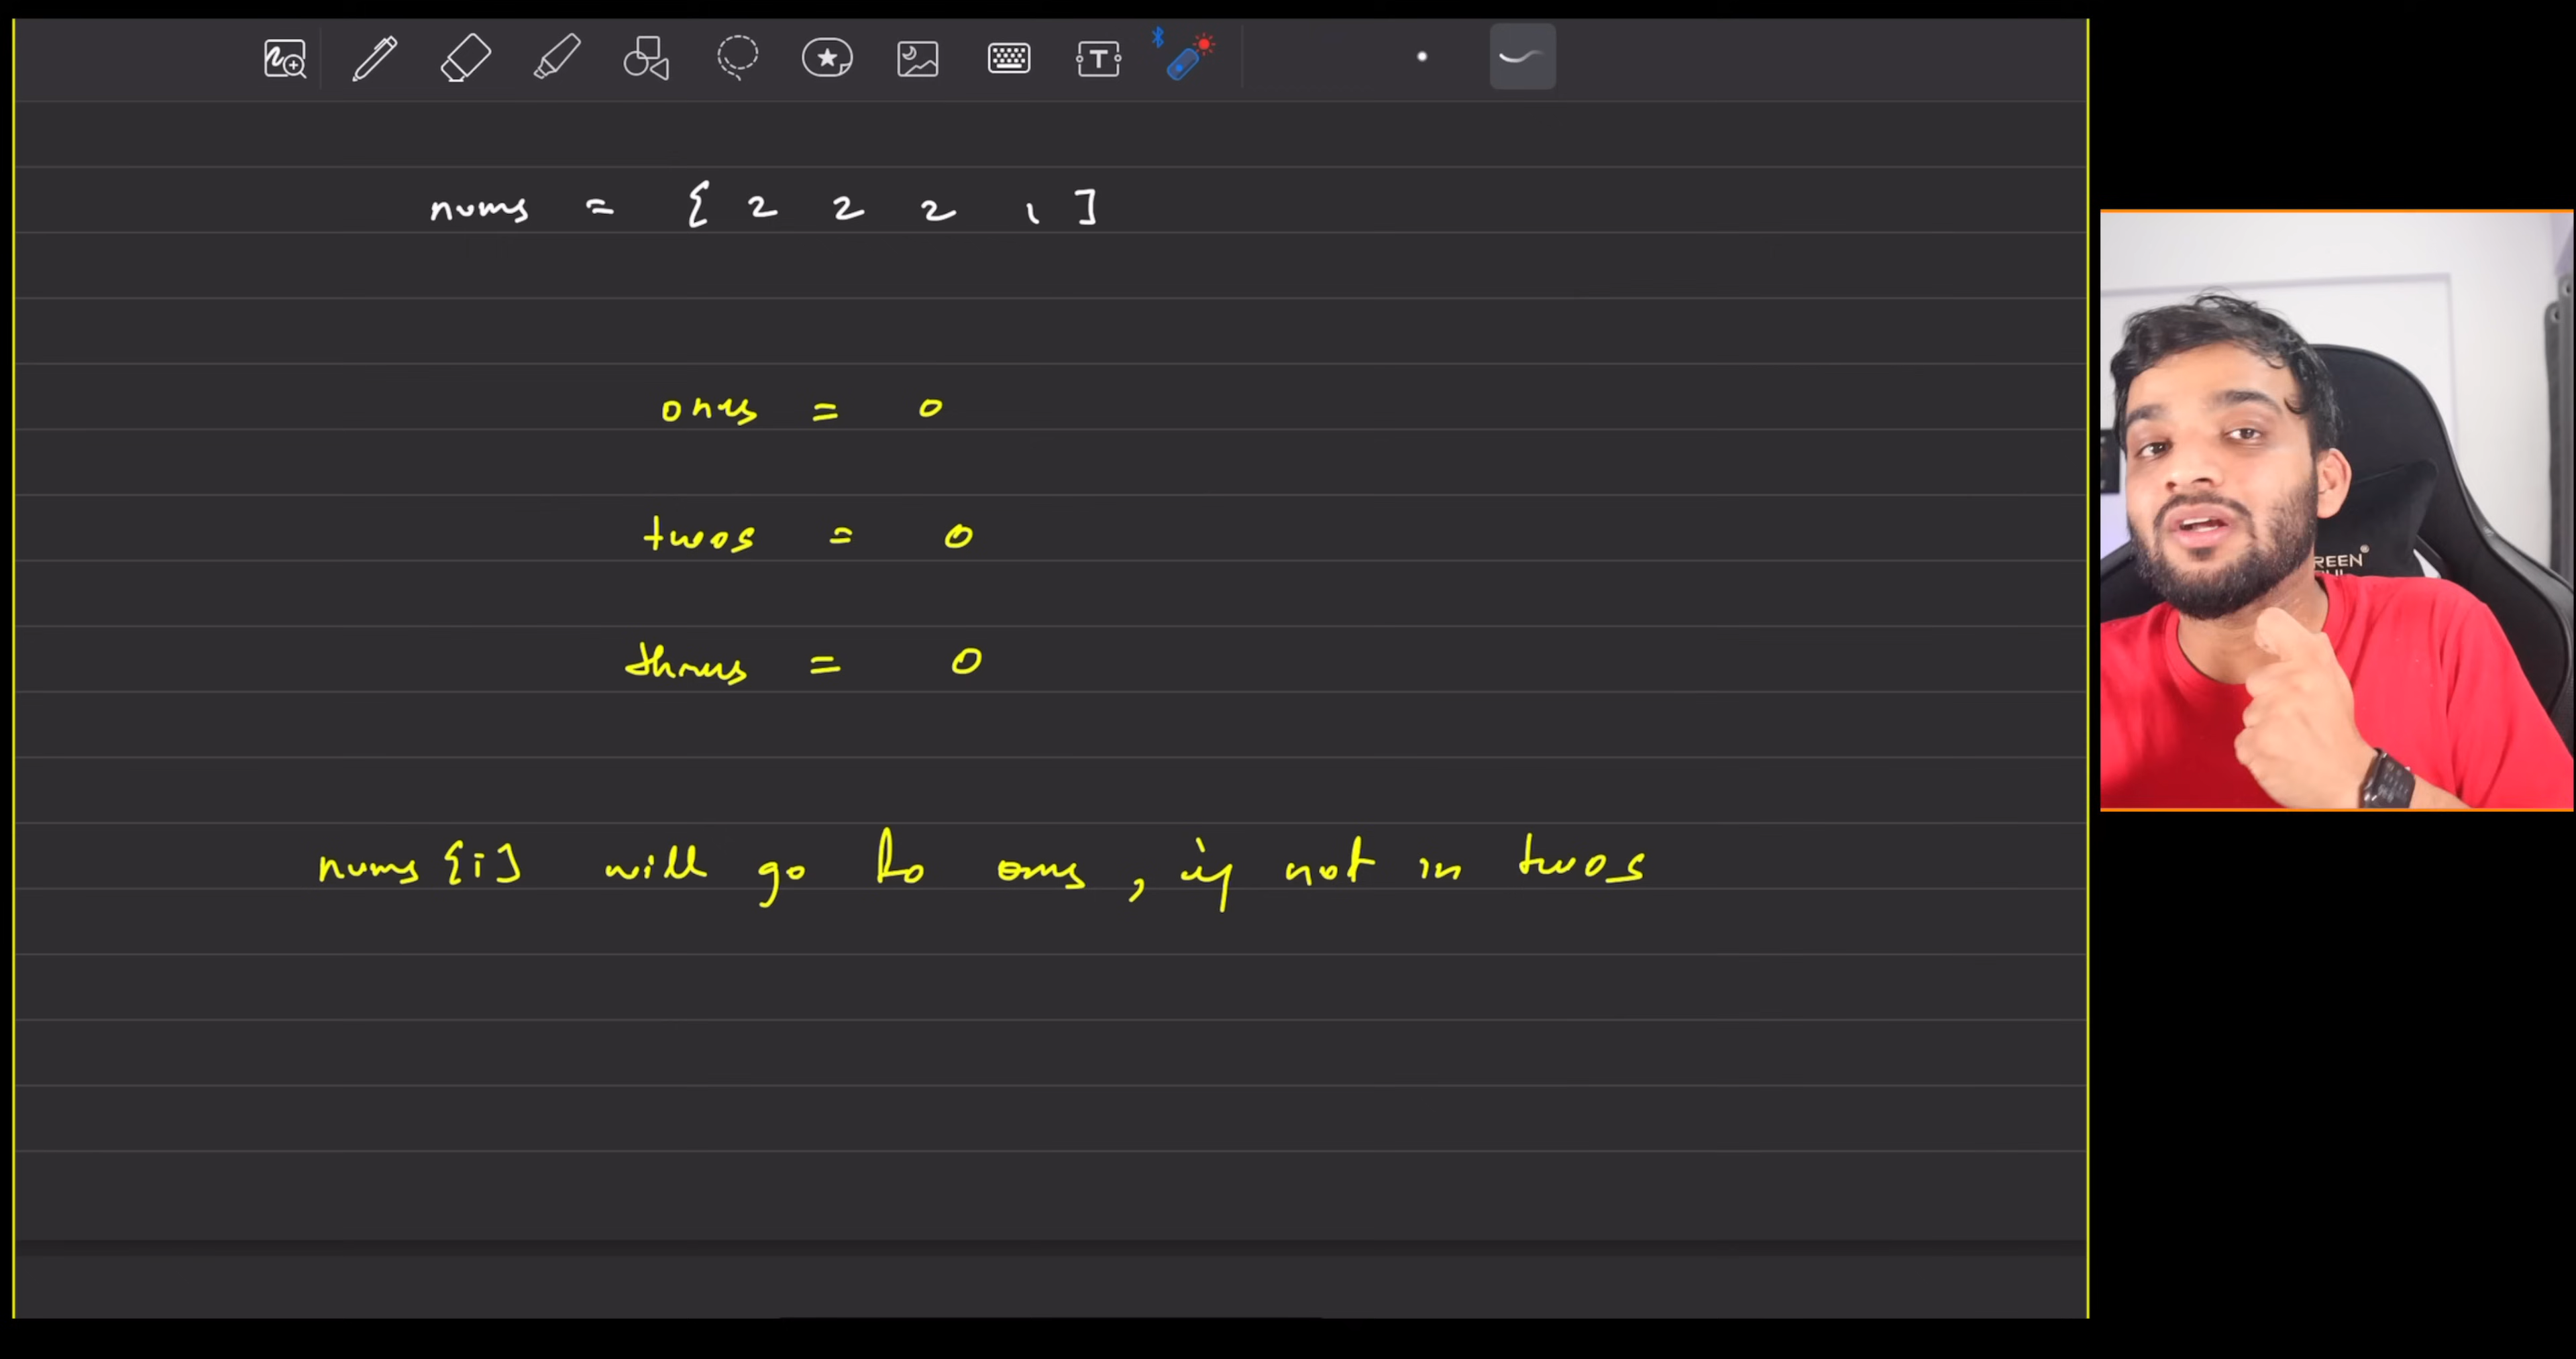 T
nums = { 2 2 2 1 ]
ones = 0
twos = 0
threes = 0
nums {i] will go to ones, if not in twos
REEN